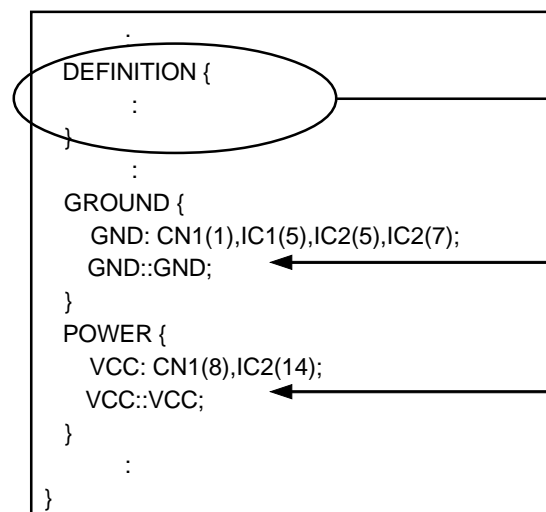 .
DEFINITION {
:
}
:
GROUND {
GND: CN1(1),IC1(5),IC2(5),IC2(7);
GND::GND;
}
POWER {
VCC: CN1(8),IC2(14);
VCC::VCC;
}
:
}